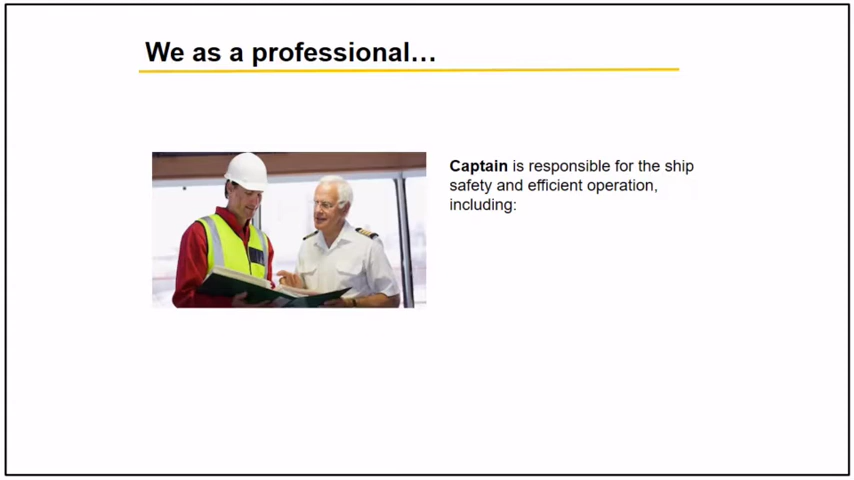 We as a professional…
Captain is responsible for the ship
safety and efficient operation,
including: